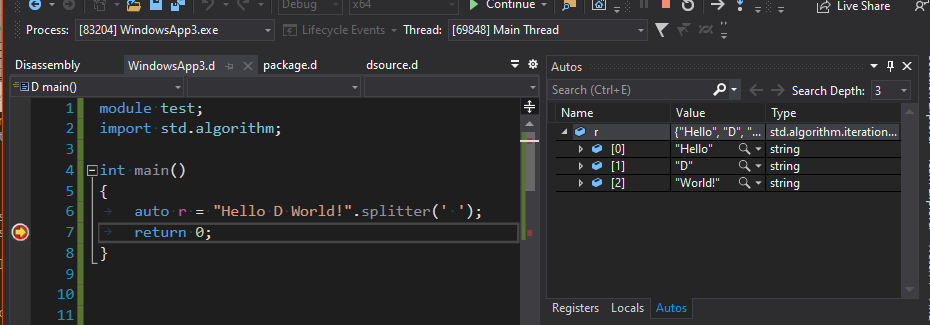 Debug x64 Continue Live Share
Process: [83204] WindowsApp3.exe Lifecycle Events Thread: [69848] Main Thread
Disassembly WindowsApp3.d package.d dsource.d
D main()
1 module test;
2 import std.algorithm;
3
4 int main()
5 {
6 auto r = "Hello D World!".splitter(' ');
7 return 0;
8 }
9
10
11
Autos
Search (Ctrl+E) Search Depth: 3
Name Value Type
r {"Hello", "D", "... std.algorithm.iteration...
[0] "Hello" string
[1] "D" string
[2] "World!" string
Registers Locals Autos